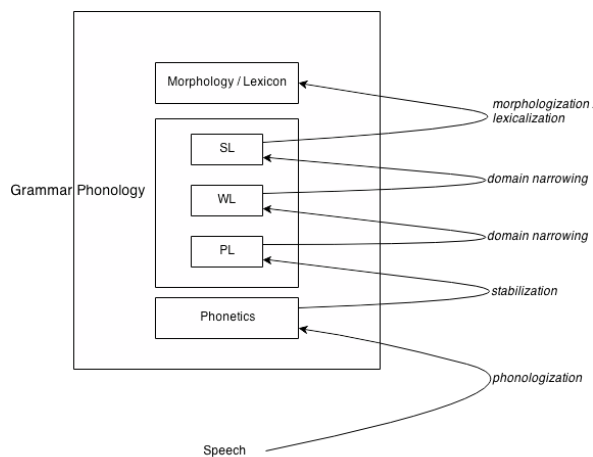 Morphology / Lexicon
morphologization
lexicalization
SL
domain narrowing
Grammar Phonology
WL
domain narrowing
PL
stabilization
Phonetics
phonologization
Speech